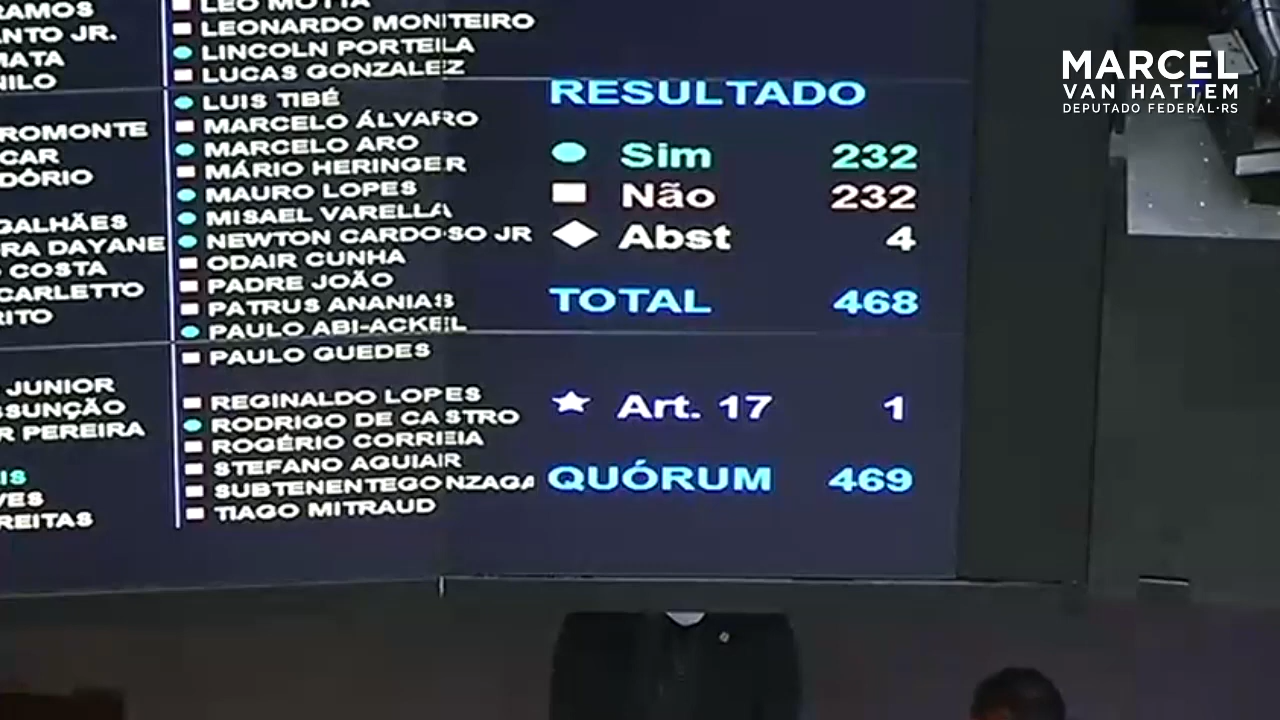 RAMOS
ANTO JR.
MATA
NILO
ROMONTE
CAR
DÓRIO
GALHÃES
RA DAYANE
COSTA
CARLETTO
RITO
JUNIOR
SSUNÇÃO
R PEREIRA
IS
VES
REITAS
LEO MOTTA
LEONARDO MONTEIRO
LINCOLN PORTELA
LUCAS GONZALEZ
LUIS TIBÉ
MARCELO ÁLVARO
MARCELO ARO
MÁRIO HERINGER
MAURO LOPES
MISAEL VARELLA
NEWTON CARDOSO JR
ODAIR CUNHA
PADRE JOÃO
PATRUS ANANIAS
PAULO ABI-ACKEL
PAULO GUEDES
REGINALDO LOPES
RODRIGO DE CASTRO
ROGÉRIO CORREIA
STEFANO AGUIAR
SUBTENENTEGONZAGA
TIAGO MITRAUD
RESULTADO
Sim 232
Não 232
Abst 4
TOTAL 468
Art. 17 1
QUÓRUM 469
MARCEL
VAN HATTEM
DEPUTADO FEDERAL·RS